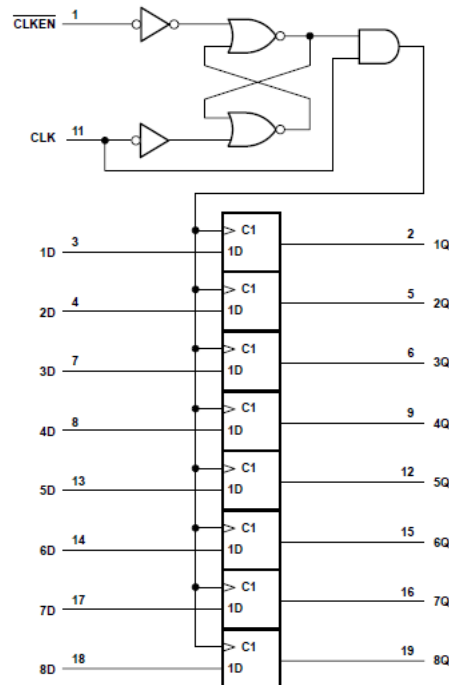 CLKEN 1
CLK 11
C1
1D 3 1D 2 1Q
C1
2D 4 1D 5 2Q
C1
3D 7 1D 6 3Q
C1
4D 8 1D 9 4Q
C1
5D 13 1D 12 5Q
C1
6D 14 1D 15 6Q
C1
7D 17 1D 16 7Q
C1
8D 18 1D 19 8Q